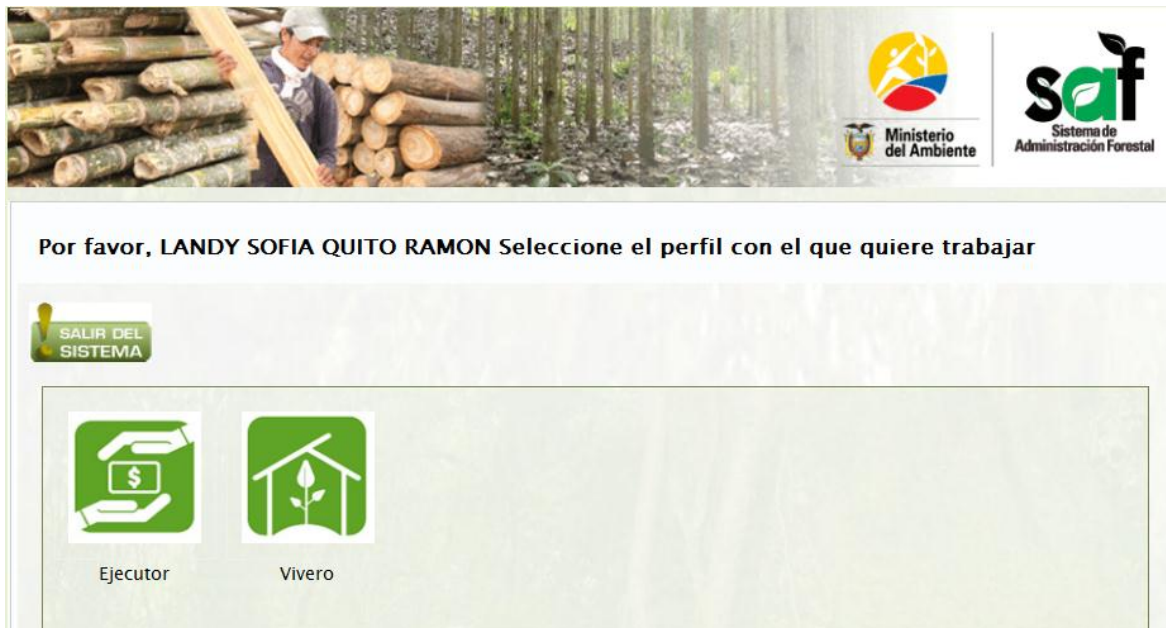 Ministerio
del Ambiente
saf
Sistema de
Administración Forestal
Por favor, LANDY SOFIA QUITO RAMON Seleccione el perfil con el que quiere trabajar
SALIR DEL
SISTEMA
$
Ejecutor
Vivero